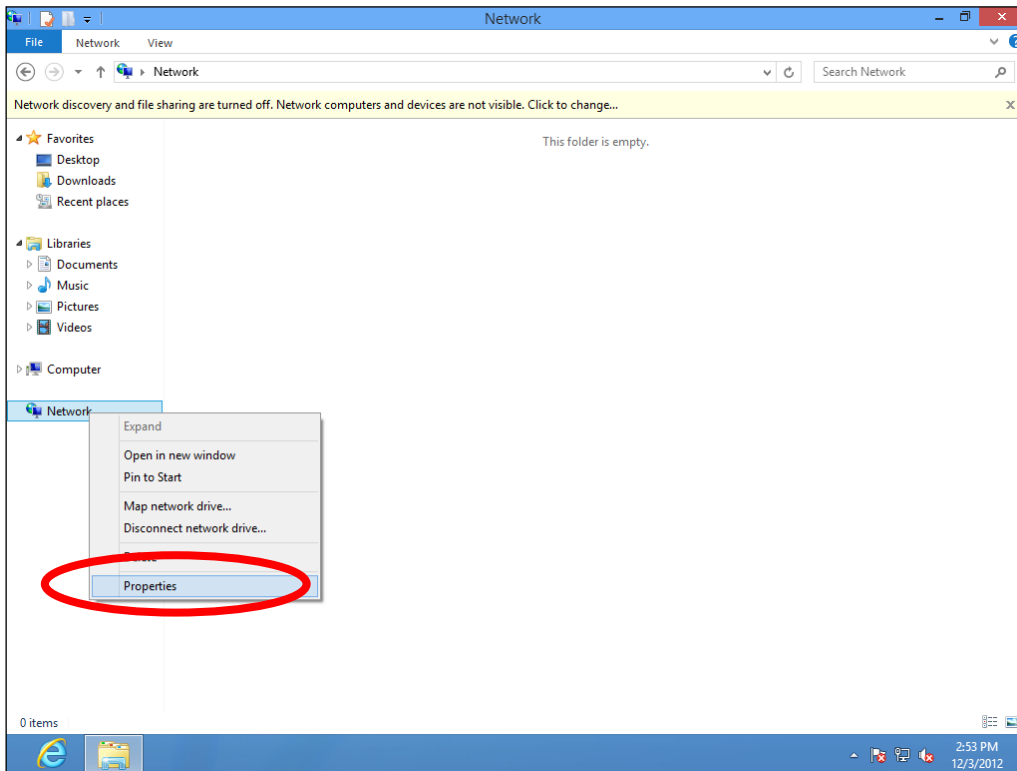 Network
File Network View
Network
Search Network
Network discovery and file sharing are turned off. Network computers and devices are not visible. Click to change...
Favorites
Desktop
Downloads
Recent places
Libraries
Documents
Music
Pictures
Videos
Computer
Network
This folder is empty.
Expand
Open in new window
Pin to Start
Map network drive...
Disconnect network drive...
Delete
Properties
0 items
2:53 PM
12/3/2012